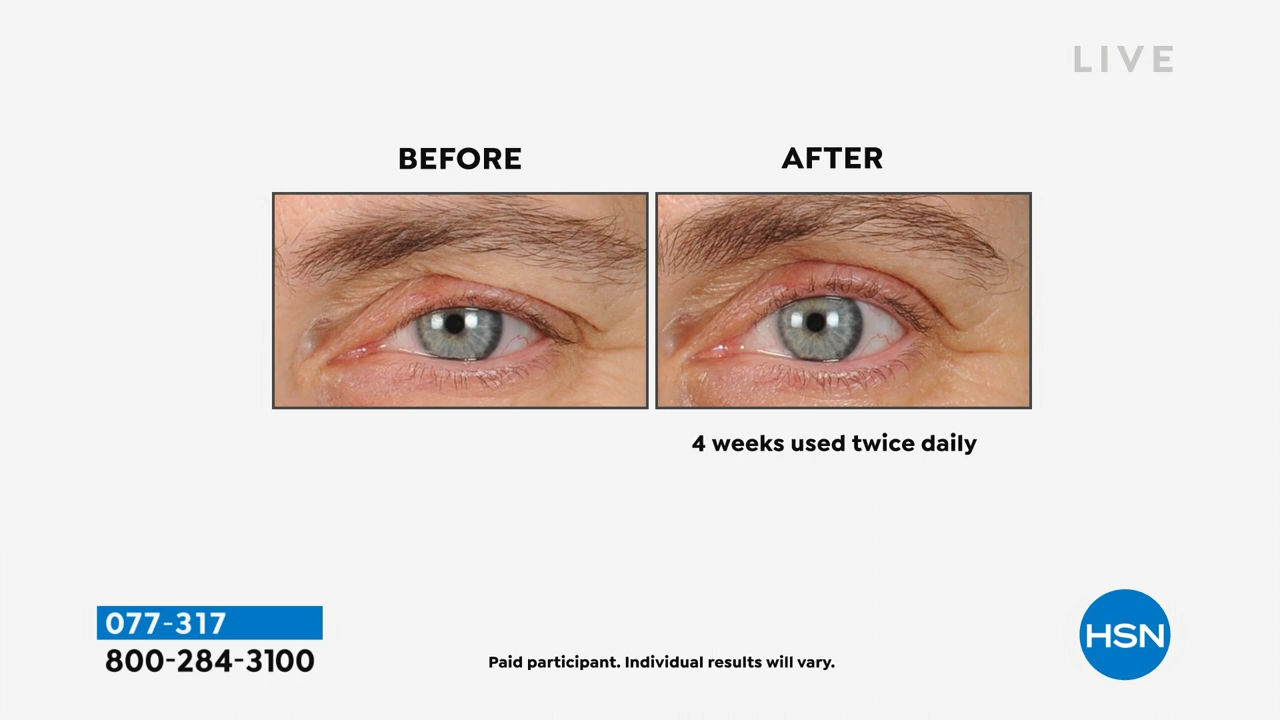 LIVE
BEFORE
AFTER
4 weeks used twice daily
077-317
800-284-3100
Paid participant. Individual results will vary.
HSN